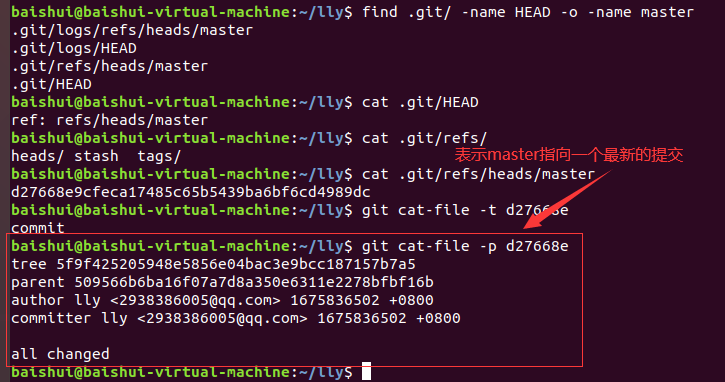 baishui@baishui-virtual-machine:~/lly$ find .git/ -name HEAD -o -name master
.git/logs/refs/heads/master
.git/logs/HEAD
.git/refs/heads/master
.git/HEAD
baishui@baishui-virtual-machine:~/lly$ cat .git/HEAD
ref: refs/heads/master
baishui@baishui-virtual-machine:~/lly$ cat .git/refs/
heads/ stash  tags/
表示master指向一个最新的提交
baishui@baishui-virtual-machine:~/lly$ cat .git/refs/heads/master
d27668e9cfeca17485c65b5439ba6bf6cd4989dc
baishui@baishui-virtual-machine:~/lly$ git cat-file -t d27668e
commit
baishui@baishui-virtual-machine:~/lly$ git cat-file -p d27668e
tree 5f9f425205948e5856e04bac3e9bcc187157b7a5
parent 509566b6ba16f07a7d8a350e6311e2278bfbf16b
author lly <2938386005@qq.com> 1675836502 +0800
committer lly <2938386005@qq.com> 1675836502 +0800
all changed
baishui@baishui-virtual-machine:~/lly$